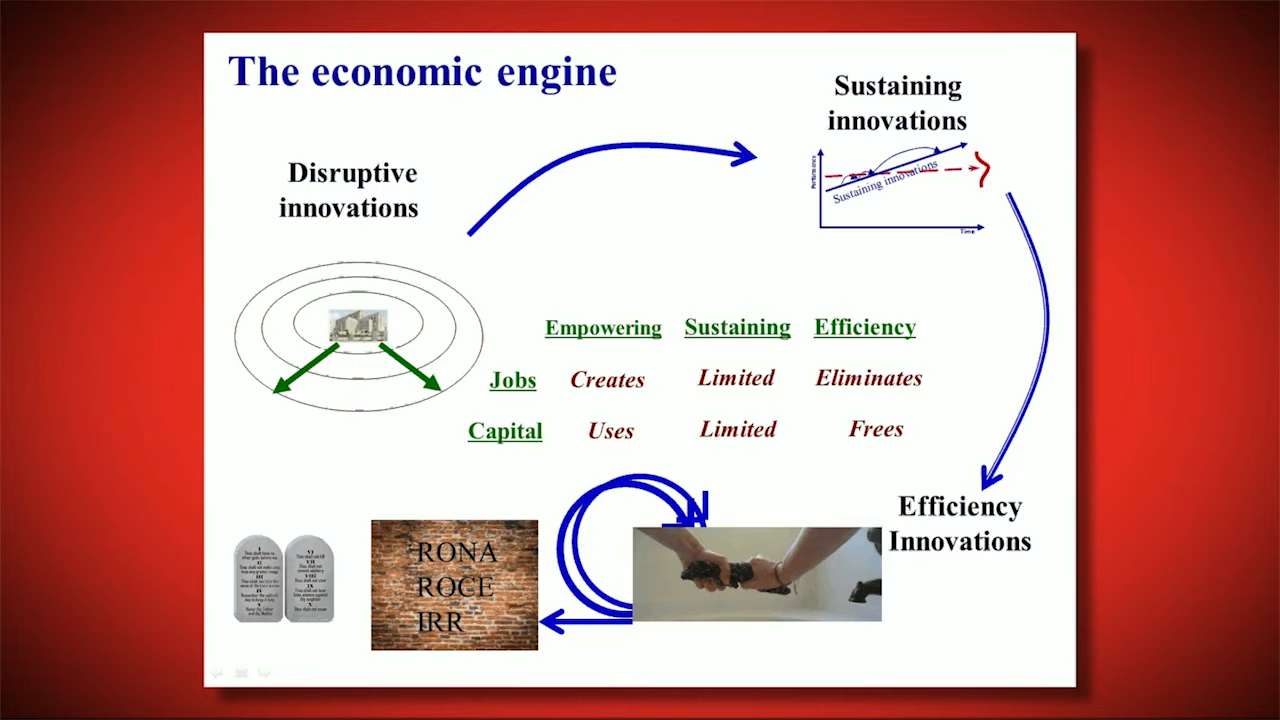 The economic engine
Sustaining
innovations
Disruptive
innovations
Performance
Sustaining innovations
Time
Empowering Sustaining Efficiency
Jobs Creates Limited Eliminates
Capital Uses Limited Frees
Efficiency
Innovations
RONA
ROCE
IRR